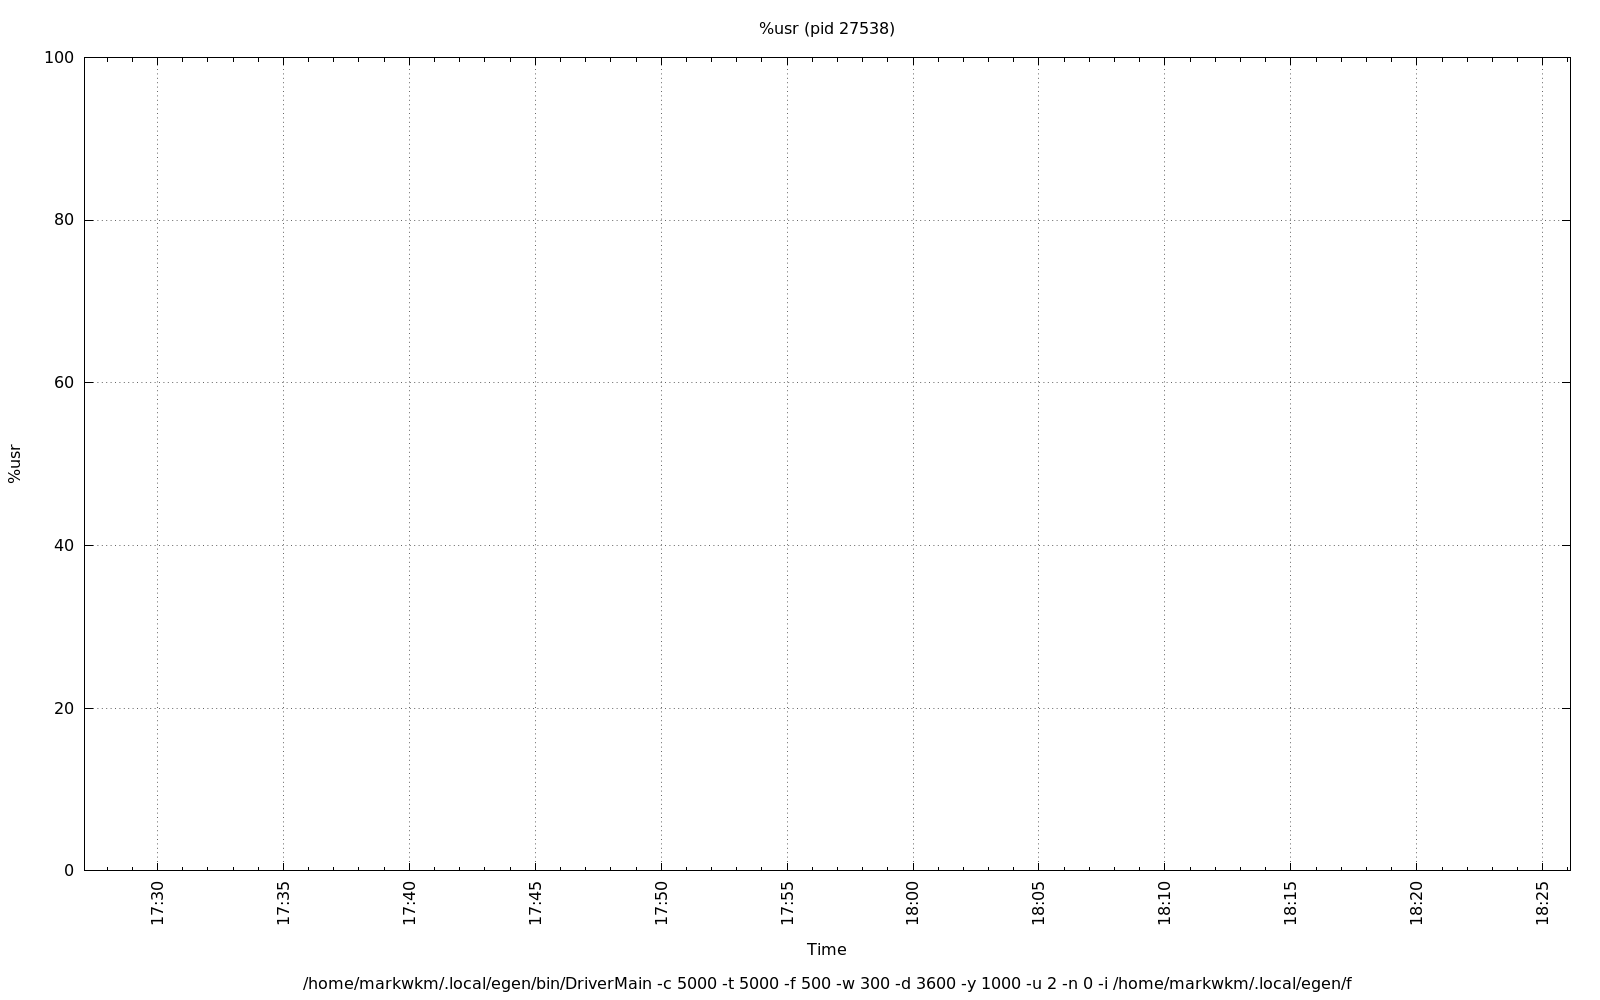 %usr (pid 27538)
100
80
60
40
20
0
%usr
17:30 17:35 17:40 17:45 17:50 17:55 18:00 18:05 18:10 18:15 18:20 18:25
Time
/home/markwkm/.local/egen/bin/DriverMain -c 5000 -t 5000 -f 500 -w 300 -d 3600 -y 1000 -u 2 -n 0 -i /home/markwkm/.local/egen/f